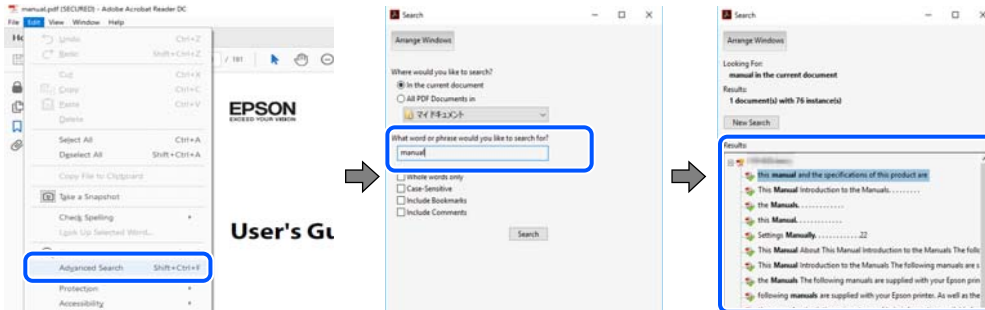 manual.pdf (SECURED) - Adobe Acrobat Reader DC
File Edit View Window Help
Undo Ctrl+Z
Redo Shift+Ctrl+Z
Cut Ctrl+X
Copy Ctrl+C
Paste Ctrl+V
Delete
Select All Ctrl+A
Deselect All Shift+Ctrl+A
Copy File to Clipboard
Take a Snapshot
Check Spelling
Look Up Selected Word...
Advanced Search Shift+Ctrl+F
Protection
Accessibility
/ 181
EPSON
EXCEED YOUR VISION
User's Gu
Search
Arrange Windows
Where would you like to search?
In the current document
All PDF Documents in
マイ ドキュメント
What word or phrase would you like to search for?
manual
Whole words only
Case-Sensitive
Include Bookmarks
Include Comments
Search
Search
Arrange Windows
Looking For:
manual in the current document
Results:
1 document(s) with 76 instance(s)
New Search
Results:
this manual and the specifications of this product are
This Manual Introduction to the Manuals. . . . . . . . .
the Manuals. . . . . . . . . . . . .
this Manual. . . . . . . . . . . . .
Settings Manually. . . . . . . . . . . . . 22
This Manual About This Manual Introduction to the Manuals The follo
This Manual Introduction to the Manuals The following manuals are s
the Manuals The following manuals are supplied with your Epson prin
following manuals are supplied with your Epson printer. As well as the